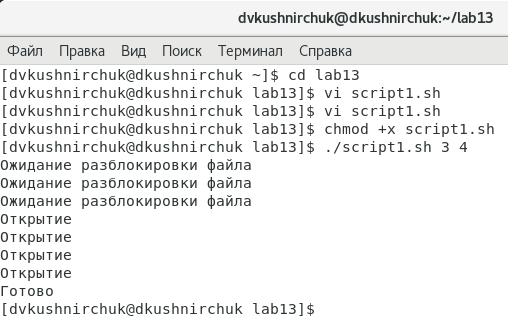 dvkushnirchuk@dkushnirchuk:~/lab13
Файл Правка Вид Поиск Терминал Справка
[dvkushnirchuk@dkushnirchuk ~]$ cd lab13
[dvkushnirchuk@dkushnirchuk lab13]$ vi script1.sh
[dvkushnirchuk@dkushnirchuk lab13]$ vi script1.sh
[dvkushnirchuk@dkushnirchuk lab13]$ chmod +x script1.sh
[dvkushnirchuk@dkushnirchuk lab13]$ ./script1.sh 3 4
Ожидание разблокировки файла
Ожидание разблокировки файла
Ожидание разблокировки файла
Открытие
Открытие
Открытие
Открытие
Готово
[dvkushnirchuk@dkushnirchuk lab13]$